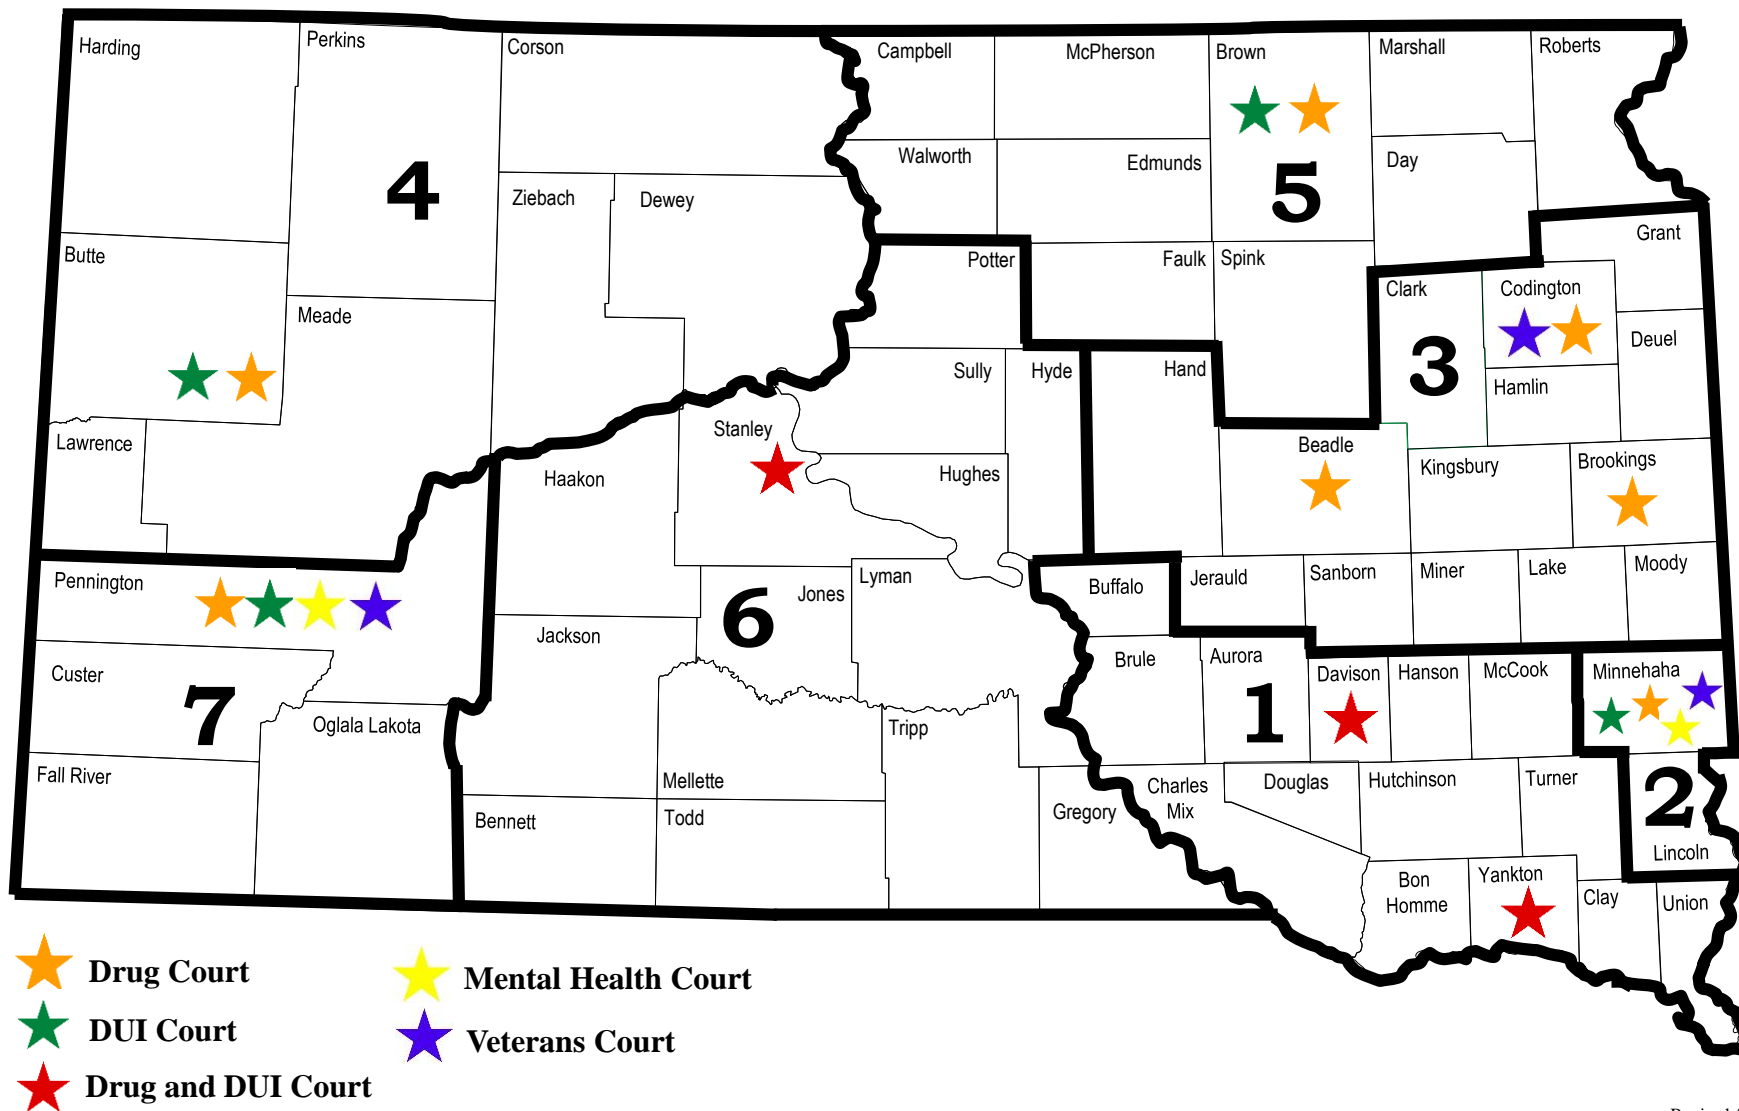 Harding
Perkins
Corson
Campbell
McPherson
Brown
Marshall
Roberts
Walworth
Edmunds
Day
4
5
Ziebach
Dewey
Butte
Potter
Faulk
Spink
Grant
Clark
Codington
Meade
3
Deuel
Sully
Hyde
Hand
Hamlin
Lawrence
Stanley
Beadle
Haakon
Hughes
Kingsbury
Brookings
Pennington
Lyman
Jones
Buffalo
Jerauld
Sanborn
Miner
Lake
Moody
6
Jackson
Custer
7
Brule
Aurora
Davison
Hanson
McCook
Minnehaha
1
Oglala Lakota
Tripp
Fall River
Mellette
Charles
Mix
Douglas
Hutchinson
Turner
2
Bennett
Todd
Gregory
Lincoln
Bon
Homme
Yankton
Clay
Union
Drug Court
Mental Health Court
DUI Court
Veterans Court
Drug and DUI Court